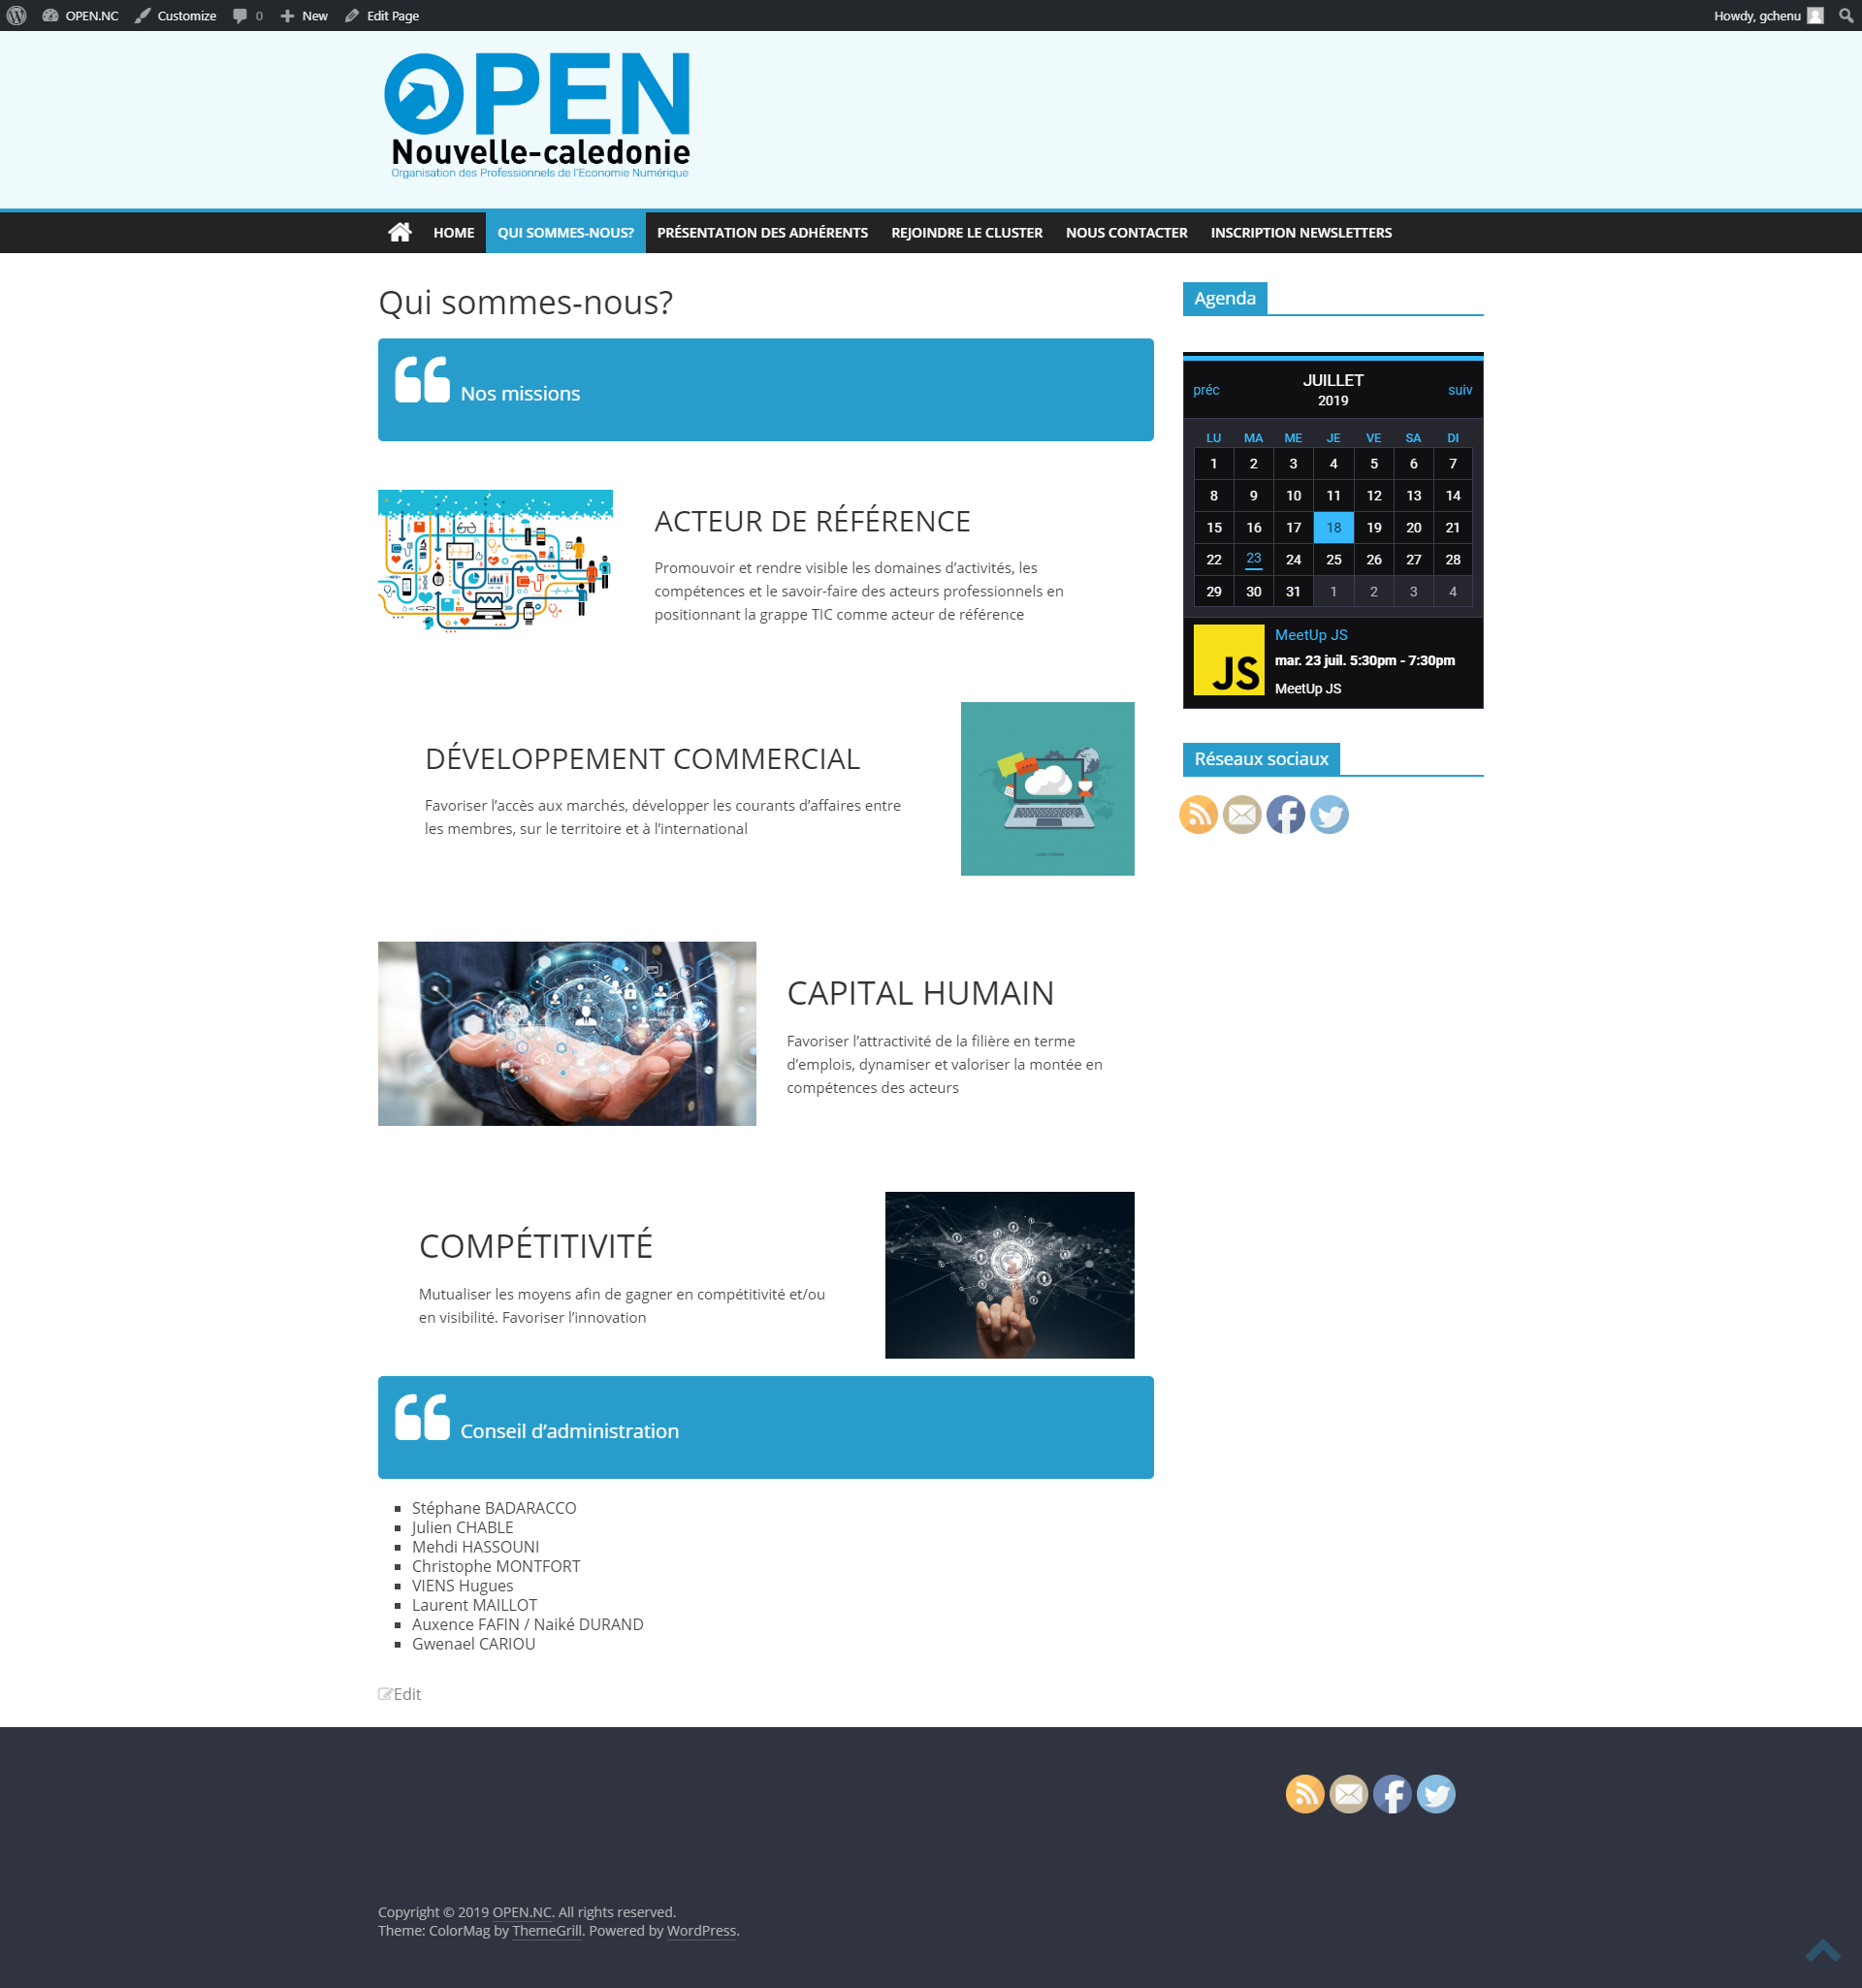 OPEN.NC Customize 0 New Edit Page Howdy, gchenu
OPEN
Nouvelle-caledonie
Organisation des Professionnels de l'Economie Numérique
HOME QUI SOMMES-NOUS? PRÉSENTATION DES ADHÉRENTS REJOINDRE LE CLUSTER NOUS CONTACTER INSCRIPTION NEWSLETTERS
Qui sommes-nous?
Nos missions
ACTEUR DE RÉFÉRENCE
Promouvoir et rendre visible les domaines d’activités, les
compétences et le savoir-faire des acteurs professionnels en
positionnant la grappe TIC comme acteur de référence
DÉVELOPPEMENT COMMERCIAL
Favoriser l’accès aux marchés, développer les courants d’affaires entre
les membres, sur le territoire et à l’international
CAPITAL HUMAIN
Favoriser l’attractivité de la filière en terme
d’emplois, dynamiser et valoriser la montée en
compétences des acteurs
COMPÉTITIVITÉ
Mutualiser les moyens afin de gagner en compétitivité et/ou
en visibilité. Favoriser l’innovation
Conseil d’administration
Stéphane BADARACCO
Julien CHABLE
Mehdi HASSOUNI
Christophe MONTFORT
VIENS Hugues
Laurent MAILLOT
Auxence FAFIN / Naiké DURAND
Gwenael CARIOU
Edit
Agenda
préc JUILLET suiv
2019
LU MA ME JE VE SA DI
1 2 3 4 5 6 7
8 9 10 11 12 13 14
15 16 17 18 19 20 21
22 23 24 25 26 27 28
29 30 31 1 2 3 4
JS
MeetUp JS
mar. 23 juil. 5:30pm - 7:30pm
MeetUp JS
Réseaux sociaux
Copyright © 2019 OPEN.NC. All rights reserved.
Theme: ColorMag by ThemeGrill. Powered by WordPress.